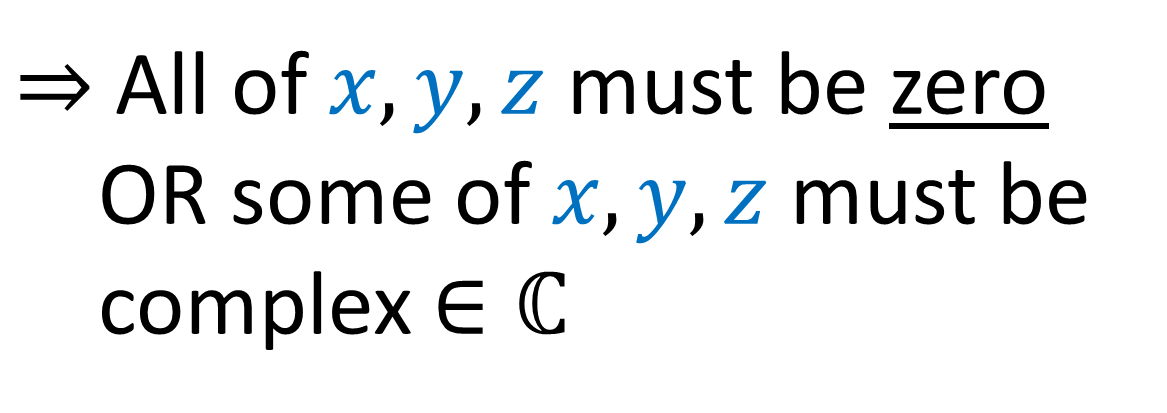 ⇒ All of x, y, z must be zero
OR some of x, y, z must be
complex ∈ ℂ